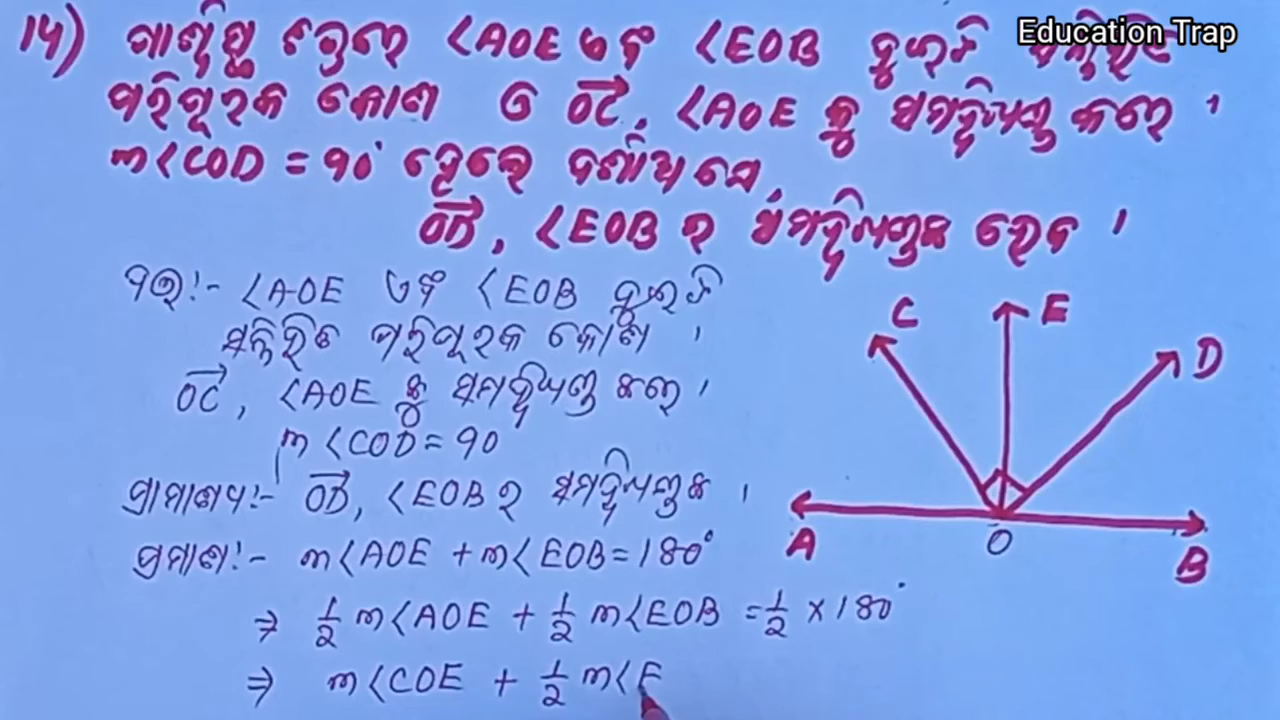 Education Trap
14) ପାର୍ଶ୍ୱସ୍ଥ ଚିତ୍ରରେ <AOE ଏବଂ <EOB ଦୁଇଟି ସନ୍ନିହିତ
ପରିପୂରକ କୋଣ ଓ OC, <AOE କୁ ସମଦ୍ବିଖଣ୍ଡ କରେ ।
m<COD = 90° ହେଲେ ଦର୍ଶାଅ ଯେ,
OD, <EOB ର ସମଦ୍ବିଖଣ୍ଡକ ହେବ ।
ଦତ୍ତ:- <AOE ଏବଂ <EOB ଦୁଇଟି
ସନ୍ନିହିତ ପରିପୂରକ କୋଣ ।
OC, <AOE କୁ ସମଦ୍ବିଖଣ୍ଡ କରେ ।
m<COD = 90
ପ୍ରାମାଣ୍ୟ:- OD, <EOB ର ସମଦ୍ବିଖଣ୍ଡକ ।
ପ୍ରମାଣ:- m<AOE + m<EOB = 180°
⇒ 1/2 m<AOE + 1/2 m<EOB = 1/2 × 180°
⇒ m<COE + 1/2 m<E
C
E
D
A
O
B